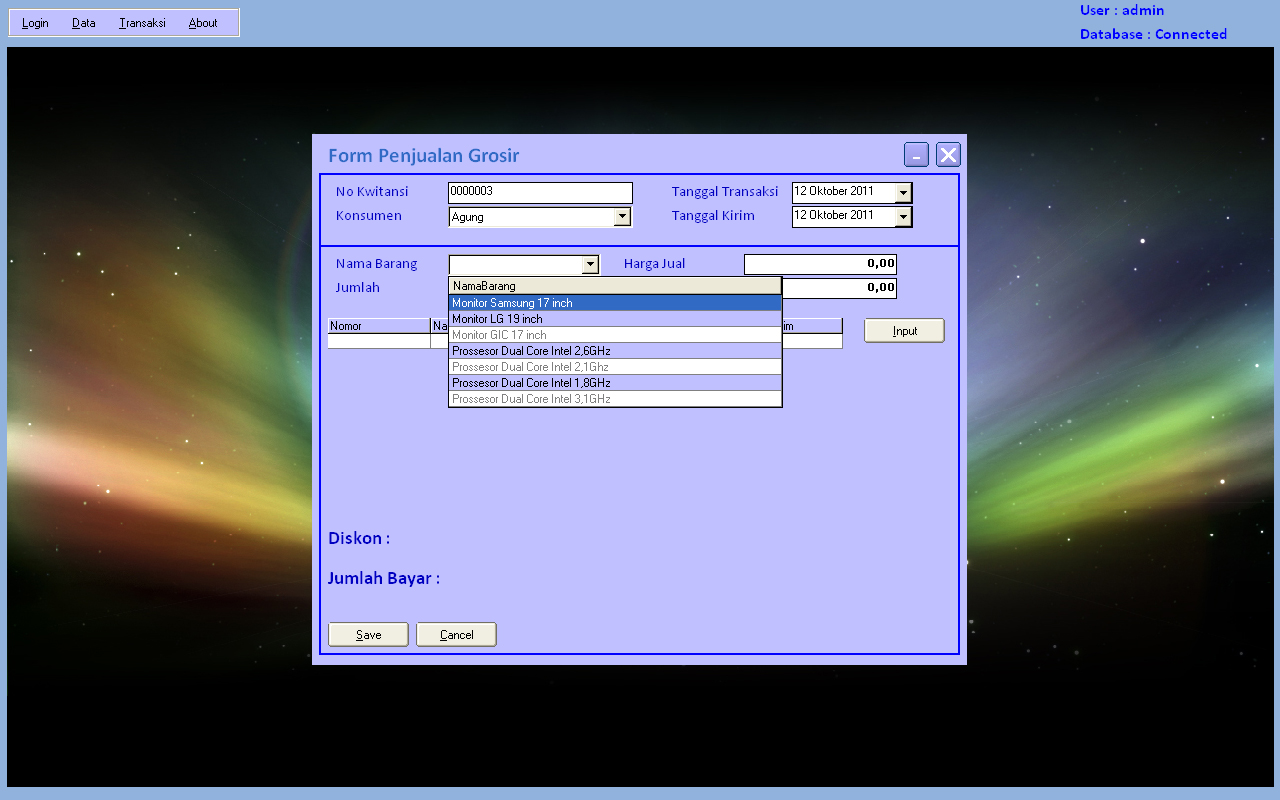 Login Data Transaksi About
User : admin
Database : Connected
Form Penjualan Grosir
No Kwitansi 0000003 Tanggal Transaksi 12 Oktober 2011
Konsumen Agung Tanggal Kirim 12 Oktober 2011
Nama Barang Harga Jual 0,00
Jumlah 0,00
NamaBarang
Monitor Samsung 17 inch
Monitor LG 19 inch
Monitor GIC 17 inch
Prossesor Dual Core Intel 2,6GHz
Prossesor Dual Core Intel 2,1Ghz
Prossesor Dual Core Intel 1,8GHz
Prossesor Dual Core Intel 3,1GHz
Nomor Na im Input
Diskon :
Jumlah Bayar :
Save Cancel